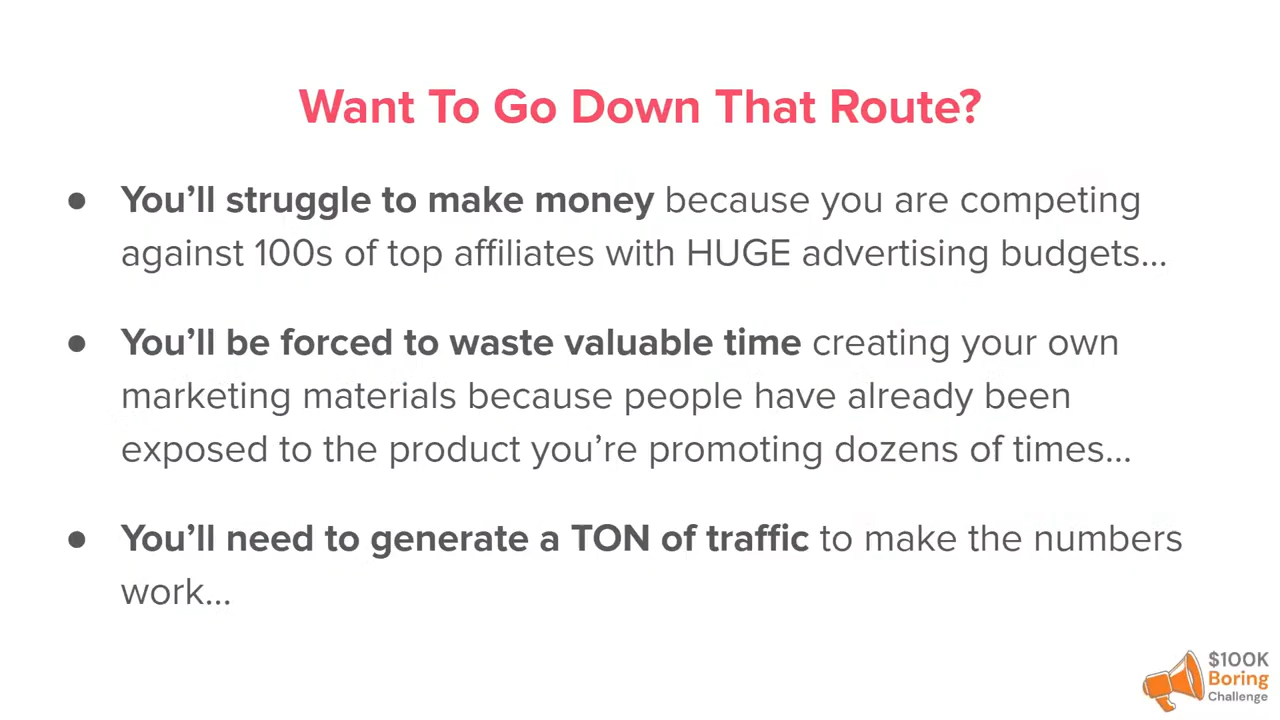 Want To Go Down That Route?
● You’ll struggle to make money because you are competing
against 100s of top affiliates with HUGE advertising budgets...
● You’ll be forced to waste valuable time creating your own
marketing materials because people have already been
exposed to the product you’re promoting dozens of times...
● You’ll need to generate a TON of traffic to make the numbers
work...
$100K
Boring
Challenge